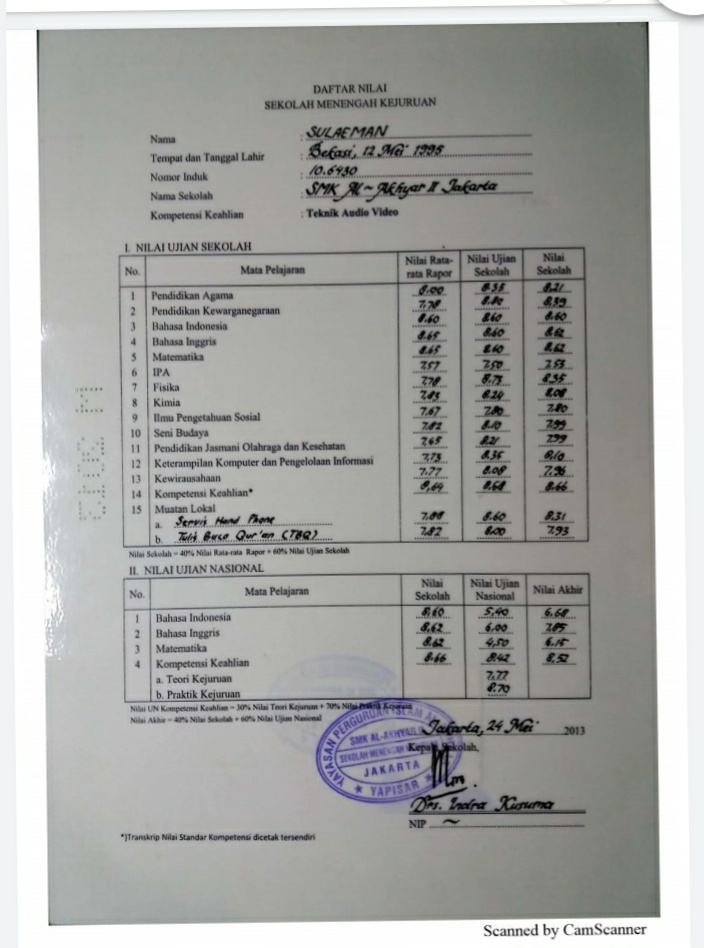 DAFTAR NILAI
SEKOLAH MENENGAH KEJURUAN
Nama : SULAEMAN
Tempat dan Tanggal Lahir : Bekasi, 12 Mei 1995
Nomor Induk : 10.6430
Nama Sekolah : SMK Al-Akhyar II Jakarta
Kompetensi Keahlian : Teknik Audio Video
I. NILAI UJIAN SEKOLAH
No. Mata Pelajaran Nilai Rata-rata Rapor Nilai Ujian Sekolah Nilai Sekolah
1 Pendidikan Agama 8,00 8.35 8,21
2 Pendidikan Kewarganegaraan 7,78 8.80 8,39
3 Bahasa Indonesia 8.60 8.60 8.60
4 Bahasa Inggris 8.65 8.60 8,62
5 Matematika 8.65 8.60 8,62
6 IPA 7.57 7.50 7.53
7 Fisika 7.78 8.73 8.35
8 Kimia 7.83 8.24 8.08
9 Ilmu Pengetahuan Sosial 7.67 7.80
10 Seni Budaya 7.82 8.10 7.99
11 Pendidikan Jasmani Olahraga dan Kesehatan 7.65 8.21 7.99
12 Keterampilan Komputer dan Pengelolaan Informasi 7.73 8.35 8,10
13 Kewirausahaan 7.77 8.08 7.96
14 Kompetensi Keahlian* 8,64 8,68 8.66
15 Muatan Lokal
a. Servis Hand Phone 7.88 8.60 8.31
b. Tulis Baca Qur'an (TBQ) 7.82 8.00 7.93
Nilai Sekolah = 40% Nilai Rata-rata Rapor + 60% Nilai Ujian Sekolah
II. NILAI UJIAN NASIONAL
No. Mata Pelajaran Nilai Sekolah Nilai Ujian Nasional Nilai Akhir
1 Bahasa Indonesia 8,60 5,40 6.68
2 Bahasa Inggris 8,62 6.00 7.05
3 Matematika 8,62 4,50 6.15
4 Kompetensi Keahlian 8.66 8.42 8,52
a. Teori Kejuruan 7.77
b. Praktik Kejuruan 8.70
Nilai UN Kompetensi Keahlian = 30% Nilai Teori Kejuruan + 70% Nilai Praktik Kejuruan
Nilai Akhir = 40% Nilai Sekolah + 60% Nilai Ujian Nasional
Jakarta, 24 Mei 2013
Kepala Sekolah,
YAYASAN PERGURUAN ISLAM
SMK AL-AKHYAR
SEKOLAH MENENGAH
JAKARTA
★ YAPISAR ★
Drs. Indra Kusuma
NIP ~
*)Transkrip Nilai Standar Kompetensi dicetak tersendiri
Scanned by CamScanner